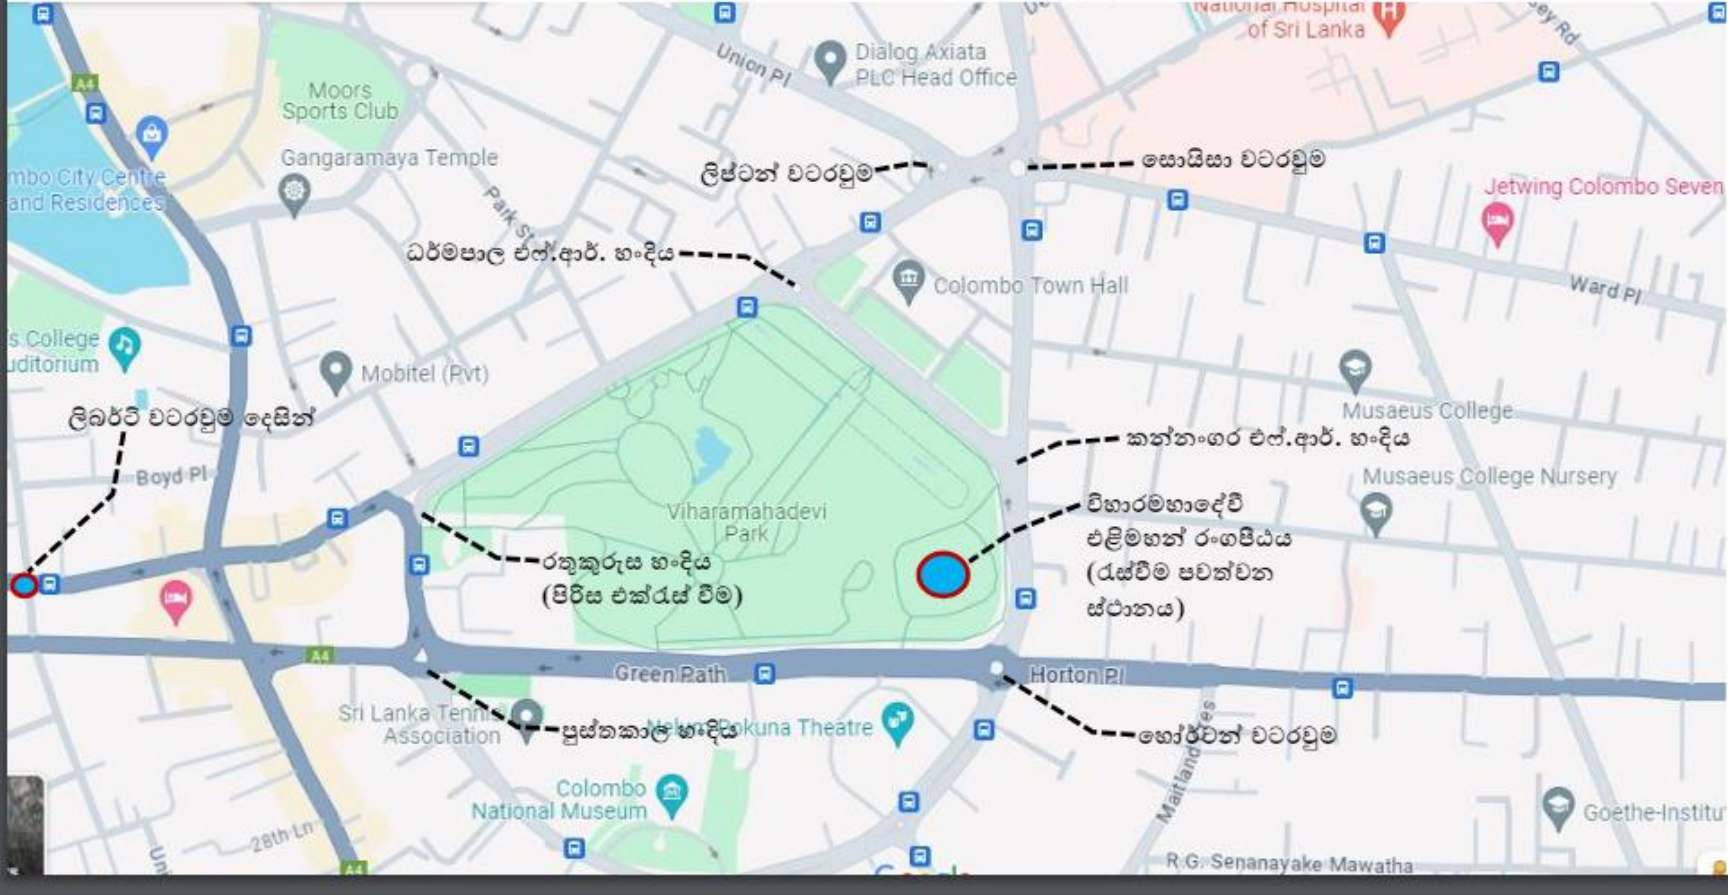 National Hospital
of Sri Lanka
Union Pl
Dialog Axiata
PLC Head Office
A4
Moors
Sports Club
Gangaramaya Temple
ලිප්ටන් වටරවුම
සොයිසා වටරවුම
mbo City Centre
and Residences
Jetwing Colombo Seven
Park St
ධර්මපාල එෆ්.ආර්. හංදිය
Colombo Town Hall
Ward Pl
s College
uditorium
Mobitel (Pvt)
ලිබර්ටි වටරවුම දෙසින්
Musaeus College
කන්නංගර එෆ්.ආර්. හංදිය
Boyd Pl
Musaeus College Nursery
Viharamahadevi
Park
විහාරමහාදේවී
එළිමහන් රංගපීඨය
(රැස්වීම පවත්වන
ස්ථානය)
රතුකුරුස හංදිය
(පිරිස එක්රැස් වීම)
A4
Green Path
Horton Pl
Sri Lanka Tennis
Association
පුස්තකාල හංදිය
Nelum Pokuna Theatre
හෝර්ටන් වටරවුම
Colombo
National Museum
Maitland Cres
Goethe-Institu
28th Ln
Uni
A4
R.G. Senanayake Mawatha